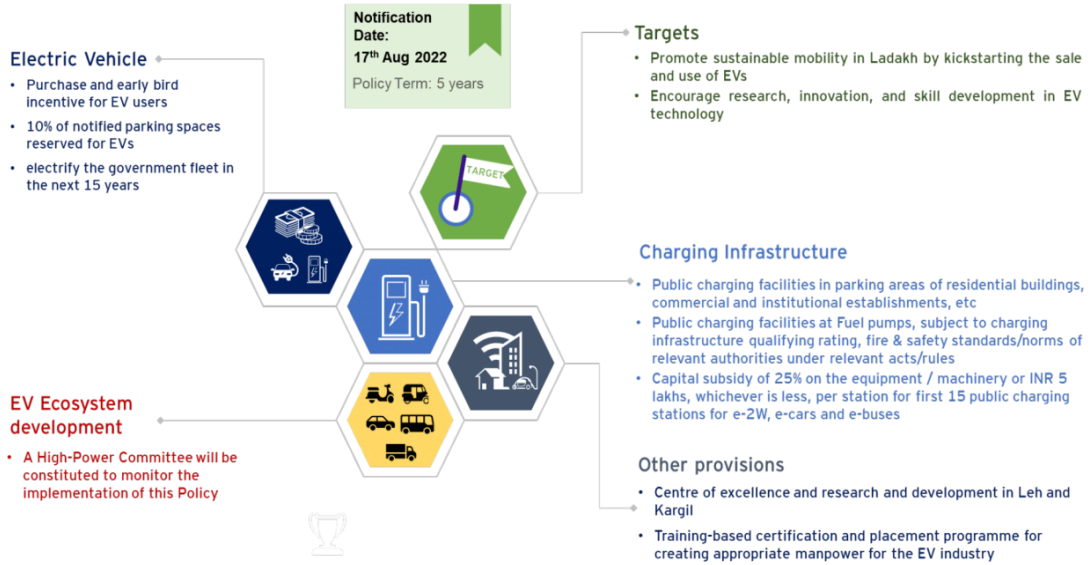 Notification
Date:
17th Aug 2022
Policy Term: 5 years
Electric Vehicle
• Purchase and early bird
incentive for EV users
• 10% of notified parking spaces
reserved for EVs
• electrify the government fleet in
the next 15 years
Targets
• Promote sustainable mobility in Ladakh by kickstarting the sale
and use of EVs
• Encourage research, innovation, and skill development in EV
technology
TARGET
Charging Infrastructure
• Public charging facilities in parking areas of residential buildings,
commercial and institutional establishments, etc
• Public charging facilities at Fuel pumps, subject to charging
infrastructure qualifying rating, fire & safety standards/norms of
relevant authorities under relevant acts/rules
• Capital subsidy of 25% on the equipment / machinery or INR 5
lakhs, whichever is less, per station for first 15 public charging
stations for e-2W, e-cars and e-buses
EV Ecosystem
development
• A High-Power Committee will be
constituted to monitor the
implementation of this Policy
Other provisions
• Centre of excellence and research and development in Leh and
Kargil
• Training-based certification and placement programme for
creating appropriate manpower for the EV industry